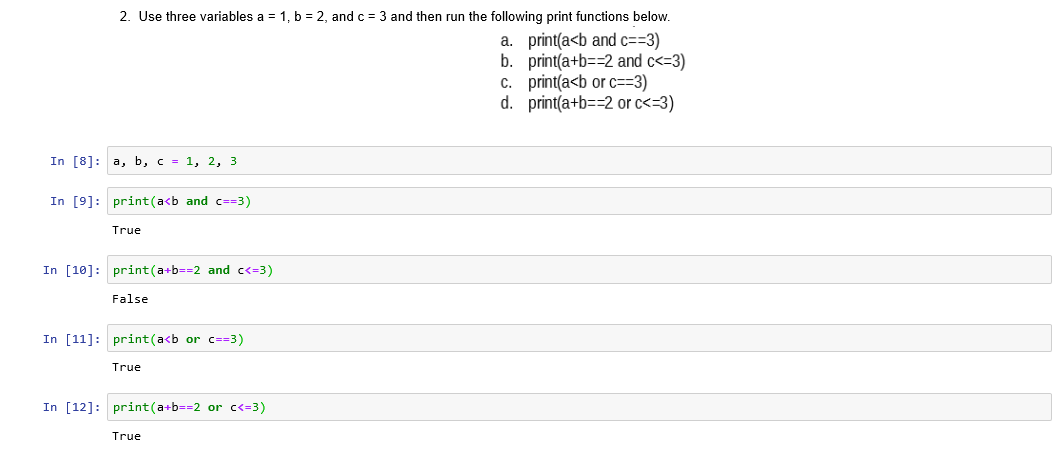 2. Use three variables a = 1, b = 2, and c = 3 and then run the following print functions below.
a. print(a<b and c==3)
b. print(a+b==2 and c<=3)
c. print(a<b or c==3)
d. print(a+b==2 or c<=3)
In [8]: a, b, c = 1, 2, 3
In [9]: print(a<b and c==3)
True
In [10]: print(a+b==2 and c<=3)
False
In [11]: print(a<b or c==3)
True
In [12]: print(a+b==2 or c<=3)
True